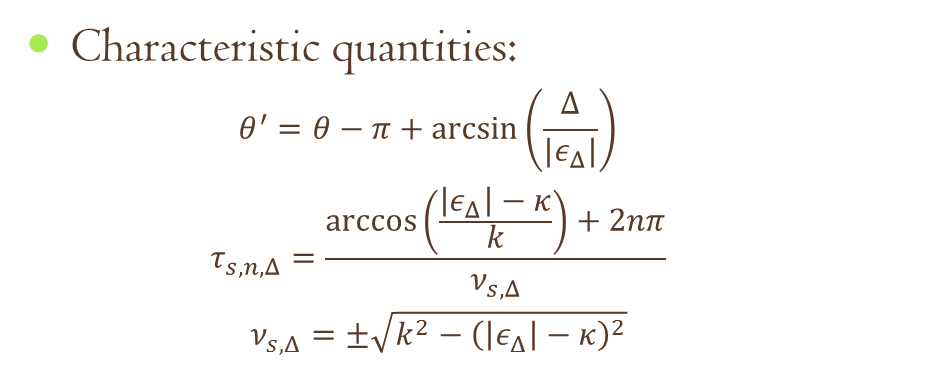 • Characteristic quantities:
θ′ = θ − π + arcsin(Δ/|ϵ_Δ|)
τ_{s,n,Δ} = (arccos((|ϵ_Δ| − κ)/k) + 2nπ)/ν_{s,Δ}
ν_{s,Δ} = ±√(k² − (|ϵ_Δ| − κ)²)